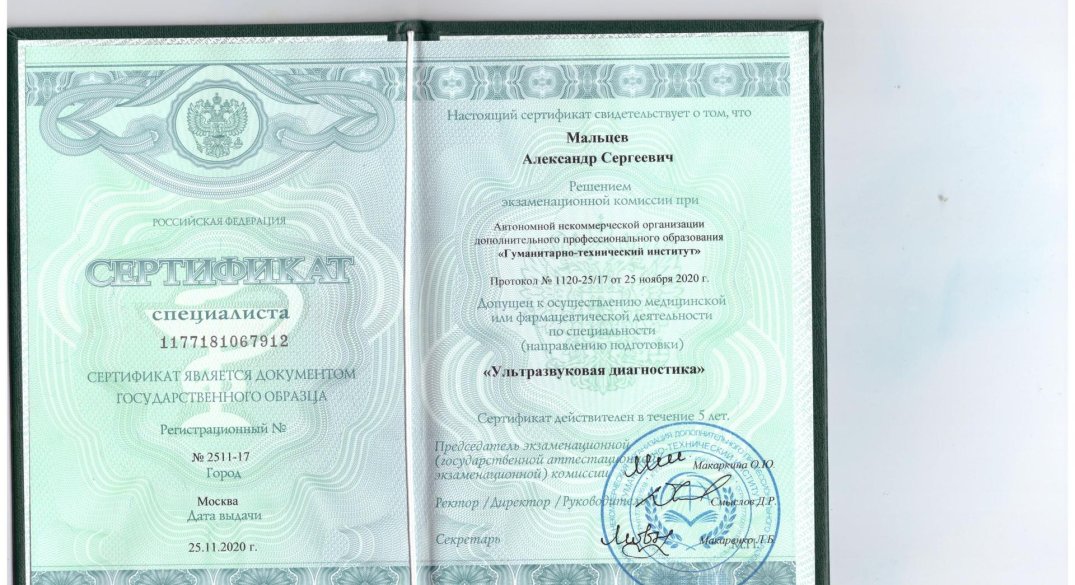 РОССИЙСКАЯ ФЕДЕРАЦИЯ
СЕРТИФИКАТ
специалиста
1177181067912
СЕРТИФИКАТ ЯВЛЯЕТСЯ ДОКУМЕНТОМ
ГОСУДАРСТВЕННОГО ОБРАЗЦА
Регистрационный №
№ 2511-17
Город
Москва
Дата выдачи
25.11.2020 г.
Настоящий сертификат свидетельствует о том, что
Мальцев
Александр Сергеевич
Решением
экзаменационной комиссии при
Автономной некоммерческой организации
дополнительного профессионального образования
«Гуманитарно-технический институт»
Протокол № 1120-25/17 от 25 ноября 2020 г.
Допущен к осуществлению медицинской
или фармацевтической деятельности
по специальности
(направлению подготовки)
«Ультразвуковая диагностика»
Сертификат действителен в течение 5 лет.
Председатель экзаменационной
(государственной аттестационной
экзаменационной) комиссии Макаркина О.Ю.
Ректор /Директор /Руководитель Смыслов Д.Р.
Секретарь Макаренко Л.Б.
М.П.